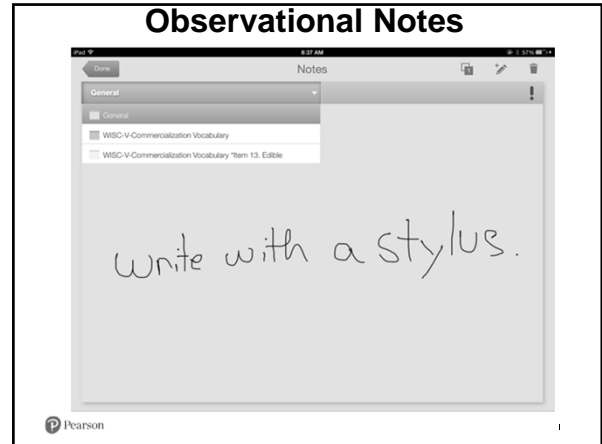 Observational Notes
iPad 8:37 AM 57%
Done Notes 1
General !
General
WISC-V-Commercialization Vocabulary
WISC-V-Commercialization Vocabulary *Item 13. Edible
write with a stylus.
Pearson